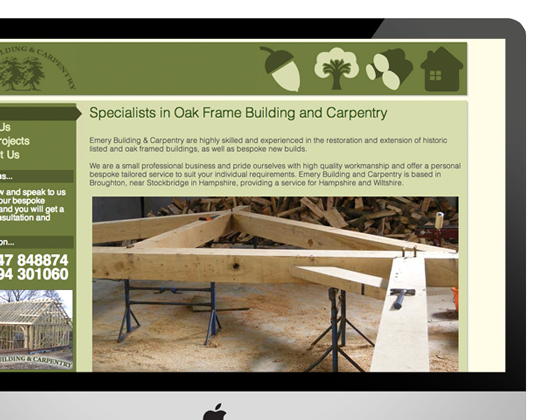 ILDING & CARPENTRY
Us
rojects
t Us
Specialists in Oak Frame Building and Carpentry
Emery Building & Carpentry are highly skilled and experienced in the restoration and extension of historic
listed and oak framed buildings, as well as bespoke new builds.
We are a small professional business and pride ourselves with high quality workmanship and offer a personal
bespoke tailored service to suit your individual requirements. Emery Building and Carpentry is based in
Broughton, near Stockbridge in Hampshire, providing a service for Hampshire and Wiltshire.
s...
w and speak to us
our bespoke
and you will get a
nsultation and
on...
47 848874
94 301060
ILDING & CARPENTRY